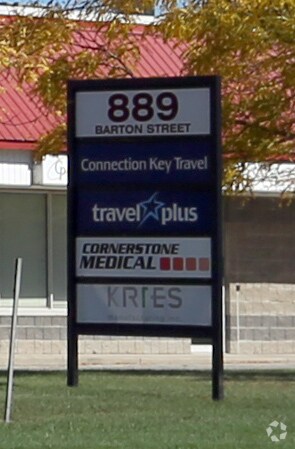 889
BARTON STREET
Connection Key Travel
travel plus
CORNERSTONE
MEDICAL
KRIES